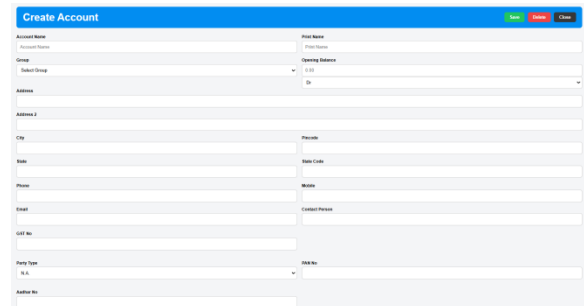 Create Account
Save Delete Close
Account Name Print Name
Account Name Print Name
Group Opening Balance
Select Group 0.00
Dr
Address
Address 2
City Pincode
State State Code
Phone Mobile
Email Contact Person
GST No
Party Type PAN No
N.A.
Aadhar No